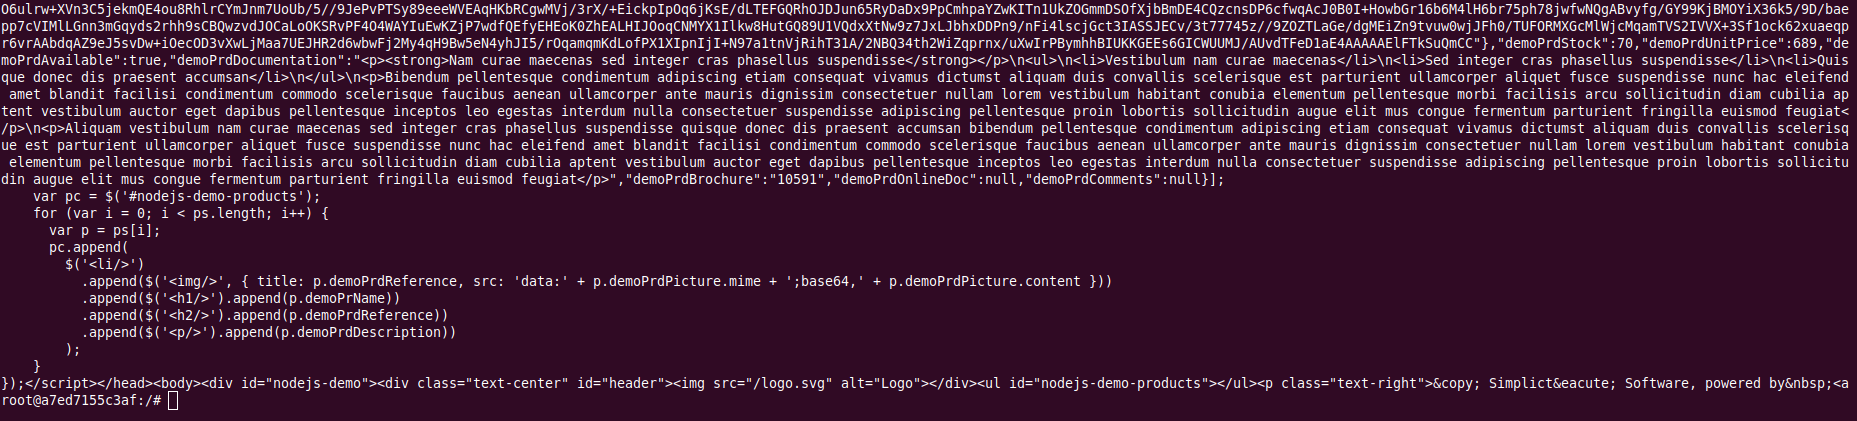 O6ulrw+XVn3C5jekmQE4ou8RhlrCYmJnm7UoUb/5//9JePvPTSy89eeeWVEAqHKbRCgwMVj/3rX/+EickpIpOq6jKsE/dLTEFGQRhOJDJun65RyDaDx9PpCmhpaYZwKITn1UkZOGmmDSOfXjbBmDE4CQzcnsDP6cfwqAcJ0B0I+HowbGr16b6M4lH6br75ph78jwfwNQgABvyfg/GY99KjBMOYiX36k5/9D/bae
pp7cVIMlLGnn3mGqyds2rhh9sCBQwzvdJOCaLoOKSRvPF4O4WAYIuEwKZjP7wdfQEfyEHEoK0ZhEALHIJOoqCNMYX1Ilkw8HutGQ89U1VQdxXtNw9z7JxLJbhxDDPn9/nFi4lscjGct3IASSJECv/3t77745z//9ZOZTLaGe/dgMEiZn9tvuw0wjJFh0/TUFORMXGcMlWjcMqamTVS2IVVX+3Sf1ock62xuaeqp
r6vrAAbdqAZ9eJ5svDw+iOecOD3vXwLjMaa7UEJHR2d6wbwFj2My4qH9Bw5eN4yhJI5/rOqamqmKdLofPX1XIpnIjI+N97a1tnVjRihT31A/2NBQ34th2WiZqprnx/uXwIrPBymhhBIUKKGEEs6GICWUUMJ/AUvdTFeD1aE4AAAAAElFTkSuQmCC"},"demoPrdStock":70,"demoPrdUnitPrice":689,"de
moPrdAvailable":true,"demoPrdDocumentation":"<p><strong>Nam curae maecenas sed integer cras phasellus suspendisse</strong></p>\n<ul>\n<li>Vestibulum nam curae maecenas</li>\n<li>Sed integer cras phasellus suspendisse</li>\n<li>Quis
que donec dis praesent accumsan</li>\n</ul>\n<p>Bibendum pellentesque condimentum adipiscing etiam consequat vivamus dictumst aliquam duis convallis scelerisque est parturient ullamcorper aliquet fusce suspendisse nunc hac eleifend
 amet blandit facilisi condimentum commodo scelerisque faucibus aenean ullamcorper ante mauris dignissim consectetuer nullam lorem vestibulum habitant conubia elementum pellentesque morbi facilisis arcu sollicitudin diam cubilia ap
tent vestibulum auctor eget dapibus pellentesque inceptos leo egestas interdum nulla consectetuer suspendisse adipiscing pellentesque proin lobortis sollicitudin augue elit mus congue fermentum parturient fringilla euismod feugiat<
/p>\n<p>Aliquam vestibulum nam curae maecenas sed integer cras phasellus suspendisse quisque donec dis praesent accumsan bibendum pellentesque condimentum adipiscing etiam consequat vivamus dictumst aliquam duis convallis scelerisq
ue est parturient ullamcorper aliquet fusce suspendisse nunc hac eleifend amet blandit facilisi condimentum commodo scelerisque faucibus aenean ullamcorper ante mauris dignissim consectetuer nullam lorem vestibulum habitant conubia
 elementum pellentesque morbi facilisis arcu sollicitudin diam cubilia aptent vestibulum auctor eget dapibus pellentesque inceptos leo egestas interdum nulla consectetuer suspendisse adipiscing pellentesque proin lobortis sollicitu
din augue elit mus congue fermentum parturient fringilla euismod feugiat</p>","demoPrdBrochure":"10591","demoPrdOnlineDoc":null,"demoPrdComments":null}];
    var pc = $('#nodejs-demo-products');
    for (var i = 0; i < ps.length; i++) {
      var p = ps[i];
      pc.append(
        $('<li/>')
          .append($('<img/>', { title: p.demoPrdReference, src: 'data:' + p.demoPrdPicture.mime + ';base64,' + p.demoPrdPicture.content }))
          .append($('<h1/>').append(p.demoPrName))
          .append($('<h2/>').append(p.demoPrdReference))
          .append($('<p/>').append(p.demoPrdDescription))
        );
    }
});</script></head><body><div id="nodejs-demo"><div class="text-center" id="header"><img src="/logo.svg" alt="Logo"></div><ul id="nodejs-demo-products"></ul><p class="text-right">&copy; Simplict&eacute; Software, powered by&nbsp;<a
root@a7ed7155c3af:/#